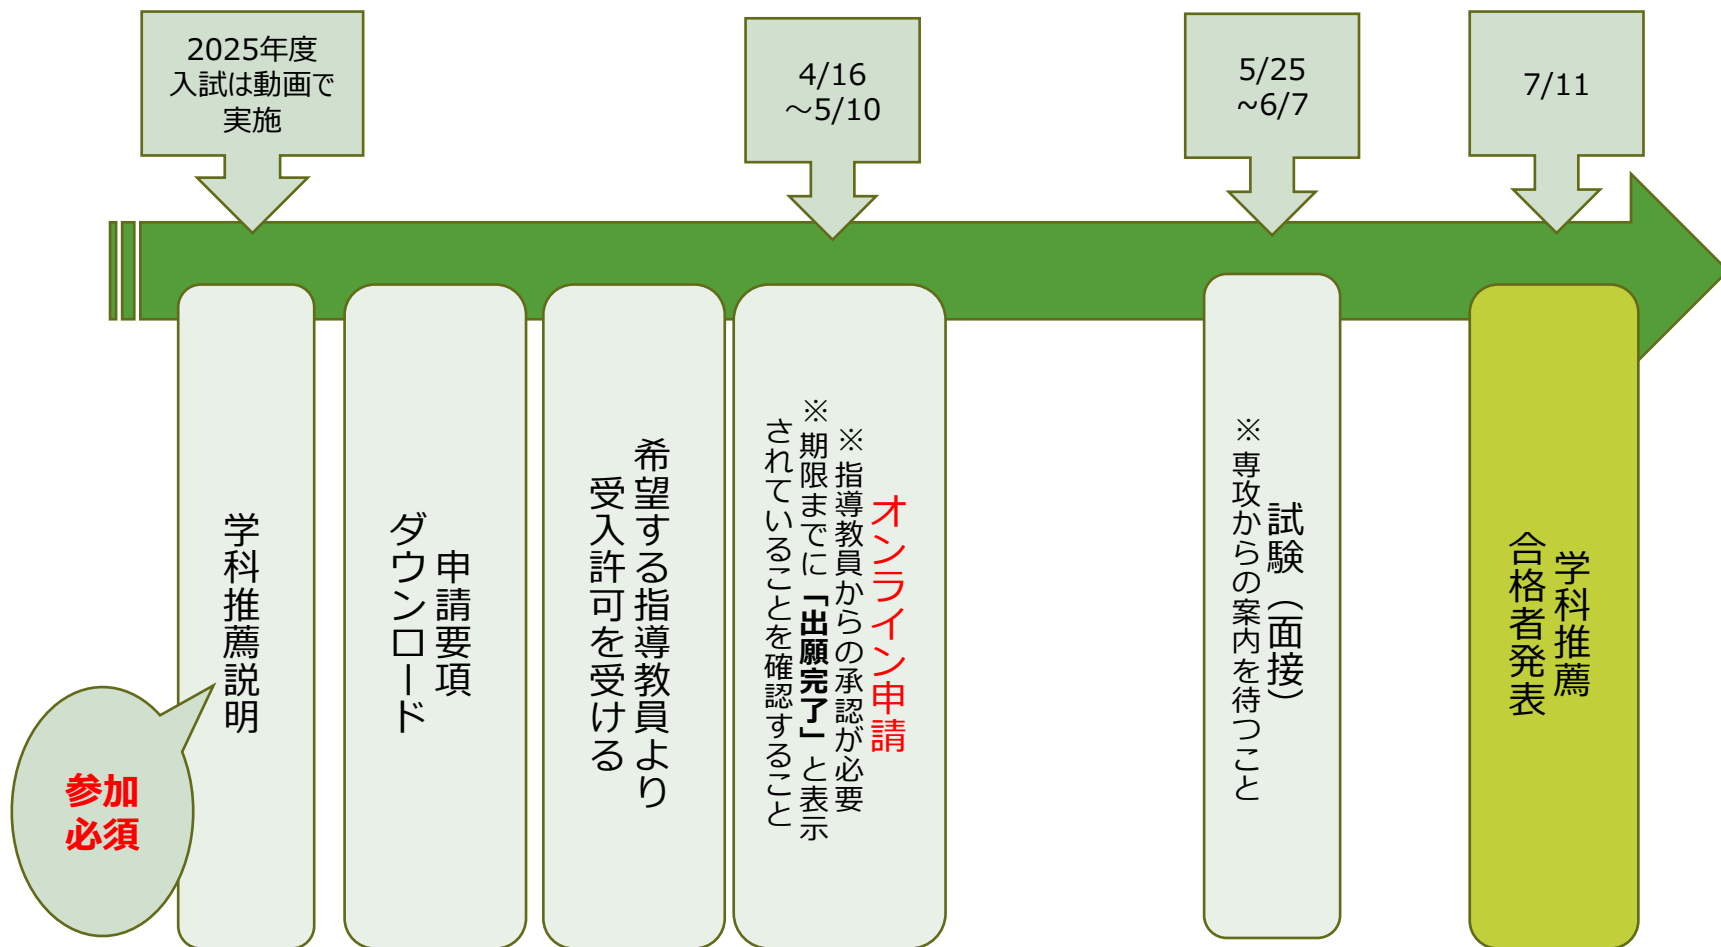 2025年度
入試は動画で
実施
4/16
～5/10
5/25
~6/7
7/11
学科推薦説明
参加
必須
申請要項
ダウンロード
希望する指導教員より
受入許可を受ける
オンライン申請
※指導教員からの承認が必要
※期限までに「出願完了」と表示
されていることを確認すること
試験（面接）
※専攻からの案内を待つこと
学科推薦
合格者発表